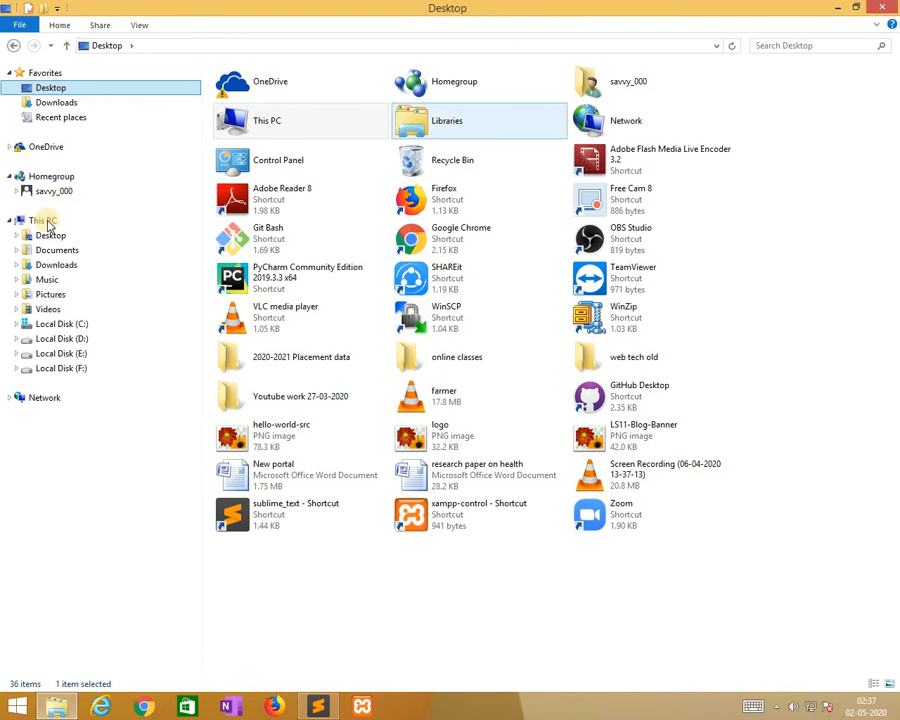 Desktop
File Home Share View
Desktop
Search Desktop
Favorites
Desktop
Downloads
Recent places
OneDrive
Homegroup
savvy_000
This PC
Desktop
Documents
Downloads
Music
Pictures
Videos
Local Disk (C:)
Local Disk (D:)
Local Disk (E:)
Local Disk (F:)
Network
OneDrive
Homegroup
savvy_000
This PC
Libraries
Network
Control Panel
Recycle Bin
Adobe Flash Media Live Encoder
3.2
Adobe Reader 8
Shortcut
1.98 KB
Firefox
Shortcut
1.13 KB
Free Cam 8
Shortcut
886 bytes
Git Bash
Shortcut
1.69 KB
Google Chrome
Shortcut
2.15 KB
OBS Studio
Shortcut
819 bytes
PyCharm Community Edition
2019.3.3 x64
Shortcut
SHAREit
Shortcut
1.19 KB
TeamViewer
Shortcut
971 bytes
VLC media player
Shortcut
1.05 KB
WinSCP
Shortcut
1.04 KB
WinZip
Shortcut
1.03 KB
2020-2021 Placement data
online classes
web tech old
Youtube work 27-03-2020
farmer
17.8 MB
GitHub Desktop
Shortcut
2.35 KB
hello-world-src
PNG image
78.3 KB
logo
PNG image
32.2 KB
LS11-Blog-Banner
PNG image
42.0 KB
New portal
Microsoft Office Word Document
1.75 MB
research paper on health
Microsoft Office Word Document
28.2 KB
Screen Recording (06-04-2020
13-37-13)
20.8 MB
sublime_text - Shortcut
Shortcut
1.44 KB
xampp-control - Shortcut
Shortcut
941 bytes
Zoom
Shortcut
1.90 KB
36 items 1 item selected
02:37
02-05-2020